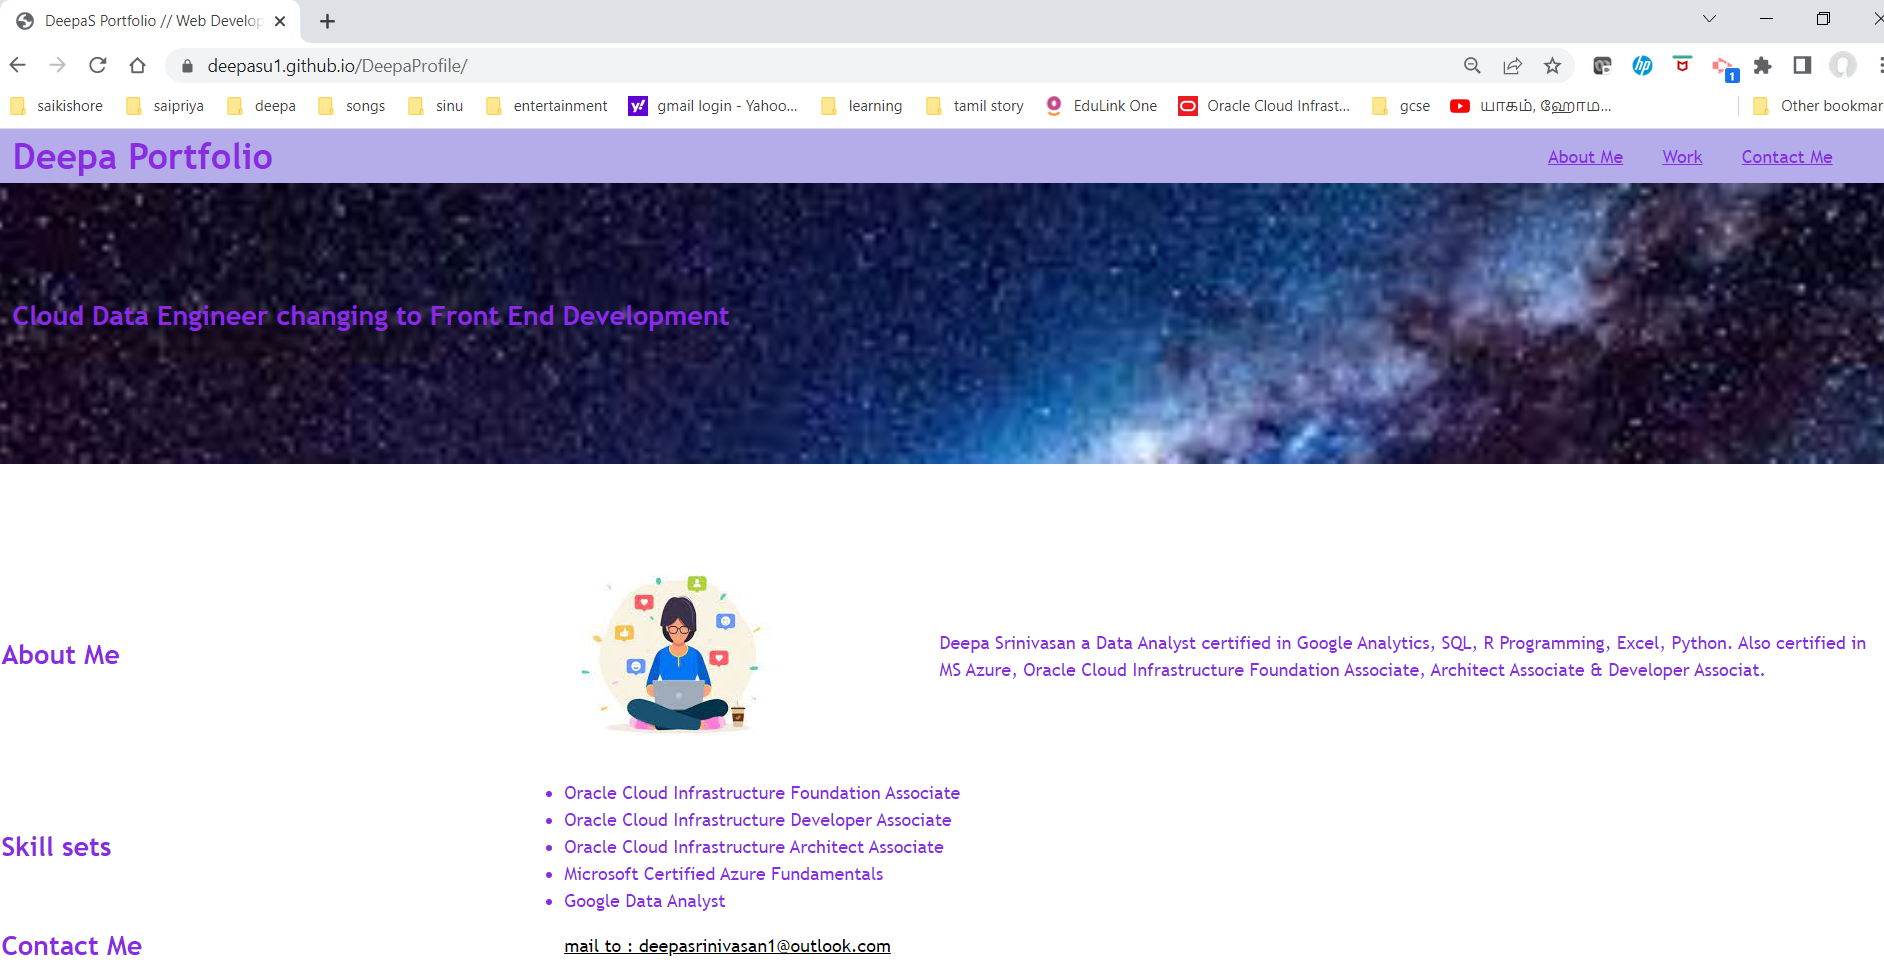 DeepaS Portfolio // Web Develop
deepasu1.github.io/DeepaProfile/
1
saikishore saipriya deepa songs sinu entertainment gmail login - Yahoo... learning tamil story EduLink One Oracle Cloud Infrast... gcse யாகம், ஹோம... Other bookmar
Deepa Portfolio About Me Work Contact Me
Cloud Data Engineer changing to Front End Development
About Me
Deepa Srinivasan a Data Analyst certified in Google Analytics, SQL, R Programming, Excel, Python. Also certified in
MS Azure, Oracle Cloud Infrastructure Foundation Associate, Architect Associate & Developer Associat.
Skill sets
• Oracle Cloud Infrastructure Foundation Associate
• Oracle Cloud Infrastructure Developer Associate
• Oracle Cloud Infrastructure Architect Associate
• Microsoft Certified Azure Fundamentals
• Google Data Analyst
Contact Me
mail to : deepasrinivasan1@outlook.com